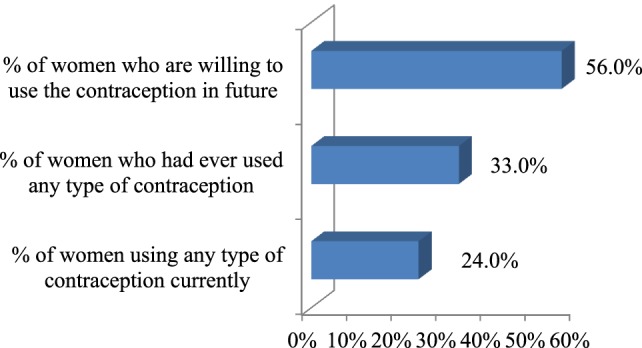 % of women who are willing to
use the contraception in future
56.0%
% of women who had ever used
any type of contraception
33.0%
% of women using any type of
contraception currently
24.0%
0% 10% 20% 30% 40% 50% 60%